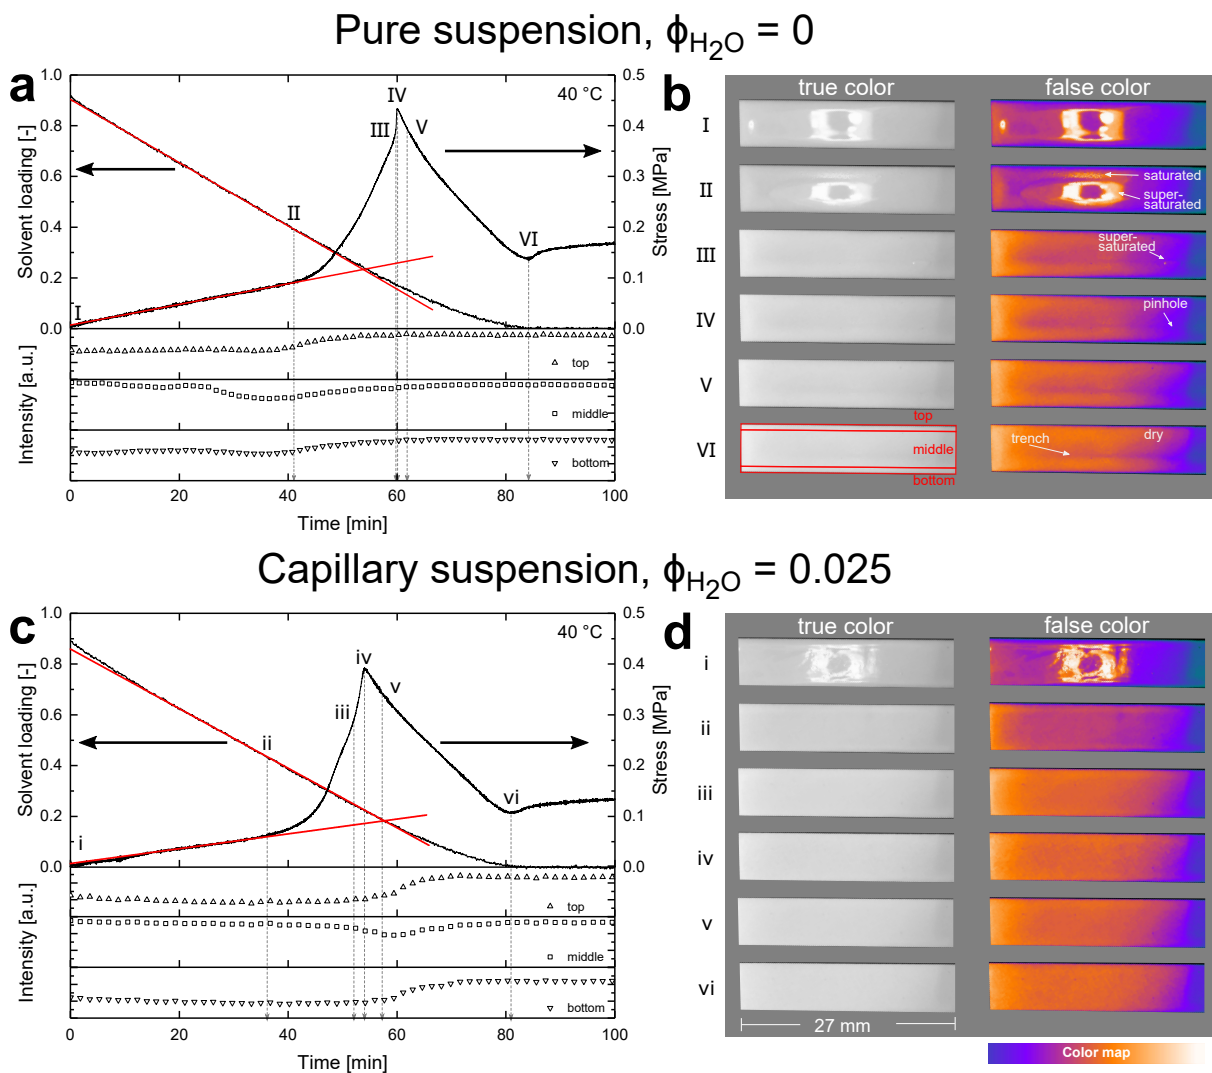 Pure suspension, ϕH₂O = 0
a
1.0
0.8
0.6
0.4
0.2
0.0
Solvent loading [-]
0.5
0.4
0.3
0.2
0.1
0.0
Stress [MPa]
40 °C
I
II
III
IV
V
VI
Intensity [a.u.]
top
middle
bottom
0 20 40 60 80 100
Time [min]
b
true color
false color
I
II
III
IV
V
VI
saturated
super-
saturated
super-
saturated
pinhole
trench
dry
top
middle
bottom
Capillary suspension, ϕH₂O = 0.025
c
1.0
0.8
0.6
0.4
0.2
0.0
Solvent loading [-]
0.5
0.4
0.3
0.2
0.1
0.0
Stress [MPa]
40 °C
i
ii
iii
iv
v
vi
Intensity [a.u.]
top
middle
bottom
0 20 40 60 80 100
Time [min]
d
true color
false color
i
ii
iii
iv
v
vi
27 mm
Color map